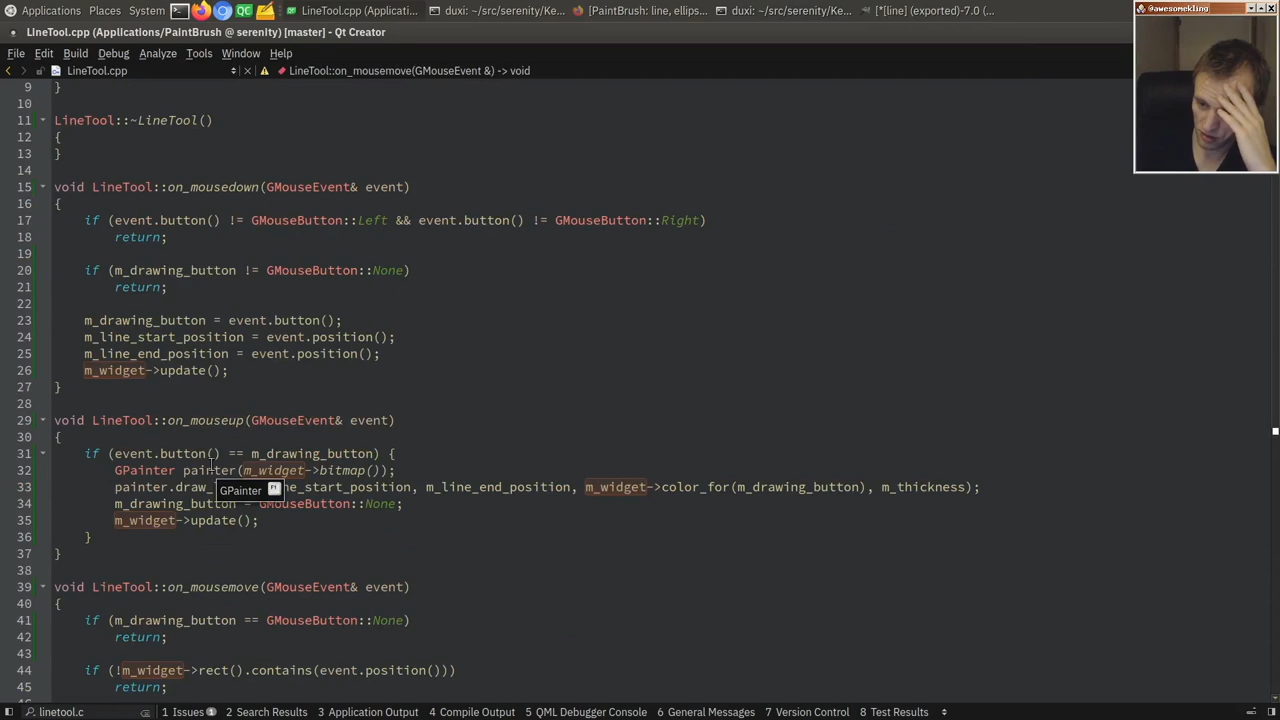 Applications Places System LineTool.cpp (Applications/P duxi: ~/src/serenity/Ke... [PaintBrush: line, ellips... duxi: ~/src/serenity/Ke... [*[line] (exported)-7.0 (...
@awesomekling
LineTool.cpp (Applications/PaintBrush @ serenity) [master] - Qt Creator
File Edit Build Debug Analyze Tools Window Help
LineTool.cpp LineTool::on_mousemove(GMouseEvent &) -> void
9 }
10
11 LineTool::~LineTool()
12 {
13 }
14
15 void LineTool::on_mousedown(GMouseEvent& event)
16 {
17 if (event.button() != GMouseButton::Left && event.button() != GMouseButton::Right)
18 return;
19
20 if (m_drawing_button != GMouseButton::None)
21 return;
22
23 m_drawing_button = event.button();
24 m_line_start_position = event.position();
25 m_line_end_position = event.position();
26 m_widget->update();
27 }
28
29 void LineTool::on_mouseup(GMouseEvent& event)
30 {
31 if (event.button() == m_drawing_button) {
32 GPainter painter(m_widget->bitmap());
33 painter.draw_ e_start_position, m_line_end_position, m_widget->color_for(m_drawing_button), m_thickness);
GPainter F1
34 m_drawing_button = GMouseButton::None;
35 m_widget->update();
36 }
37 }
38
39 void LineTool::on_mousemove(GMouseEvent& event)
40 {
41 if (m_drawing_button == GMouseButton::None)
42 return;
43
44 if (!m_widget->rect().contains(event.position()))
45 return;
linetool.c 1 Issues 1 2 Search Results 3 Application Output 4 Compile Output 5 QML Debugger Console 6 General Messages 7 Version Control 8 Test Results